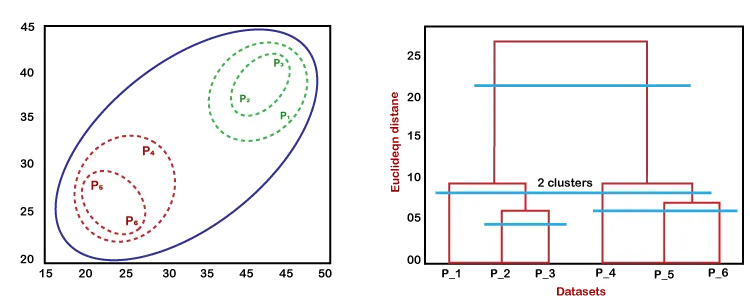 45
40
35
30
25
20
15 20 25 30 35 45 45 50
P₃
P₂
P₁
P₄
P₅
P₆
Euclideqn distane
25
20
15
10
05
00
2 clusters
P_1 P_2 P_3 P_4 P_5 P_6
Datasets